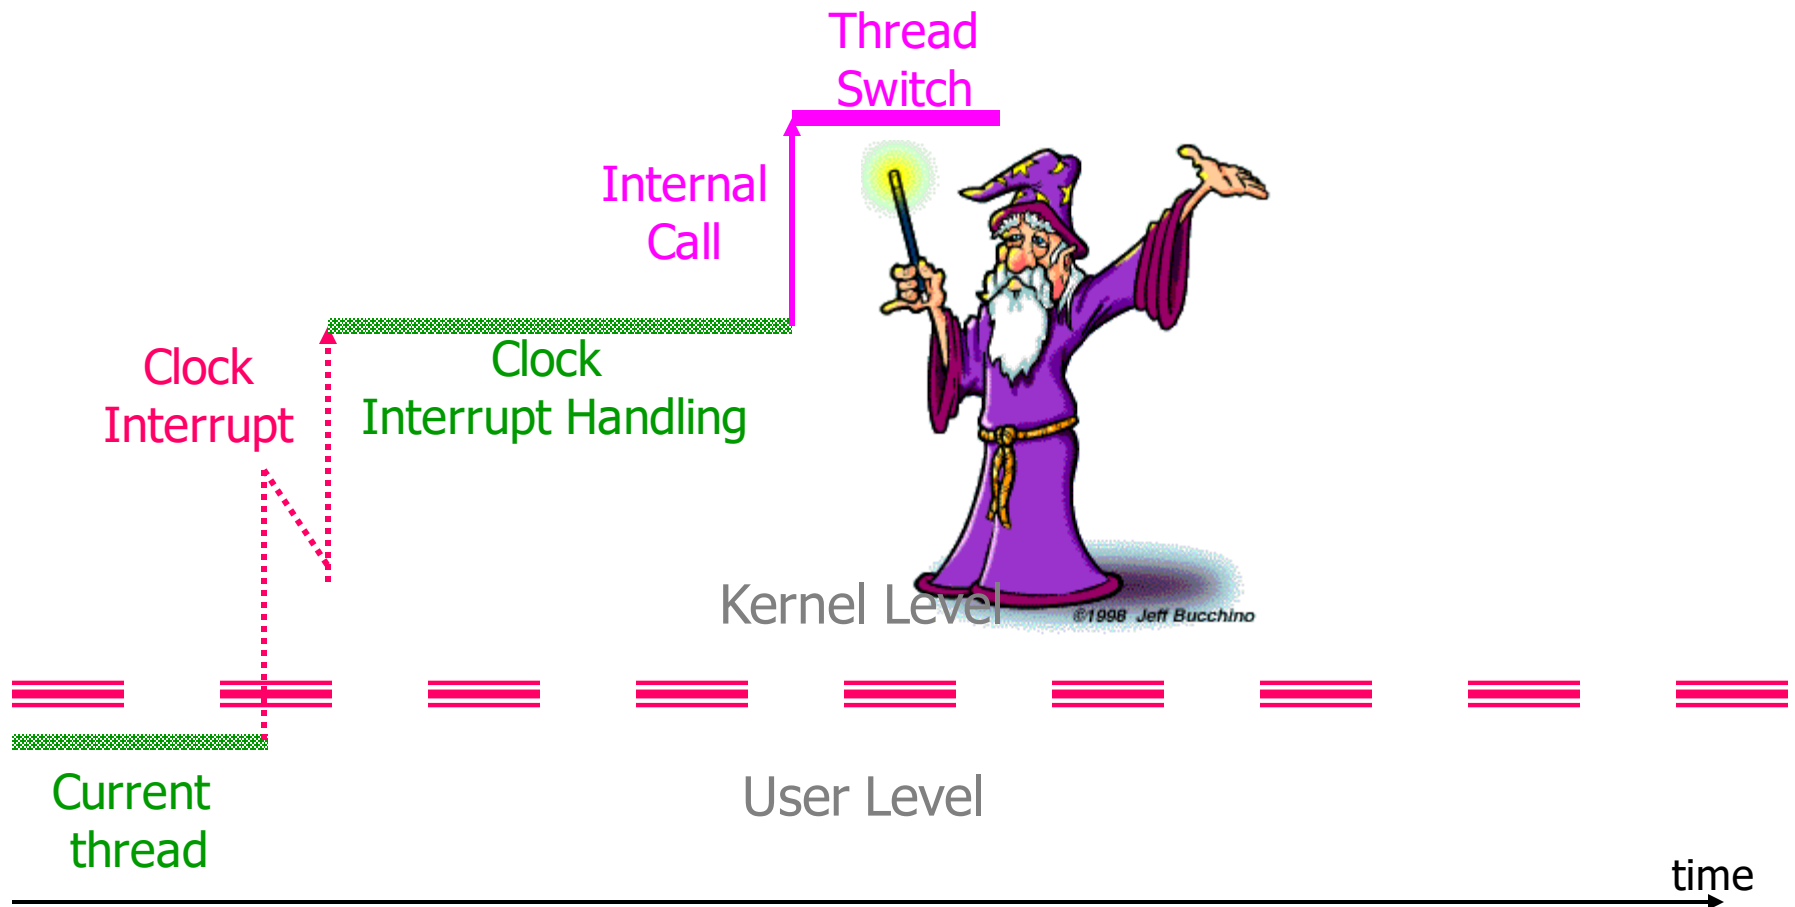 Thread
Switch
Internal
Call
Clock
Interrupt
Clock
Interrupt Handling
Kernel Level
©1998 Jeff Bucchino
Current
thread
User Level
time